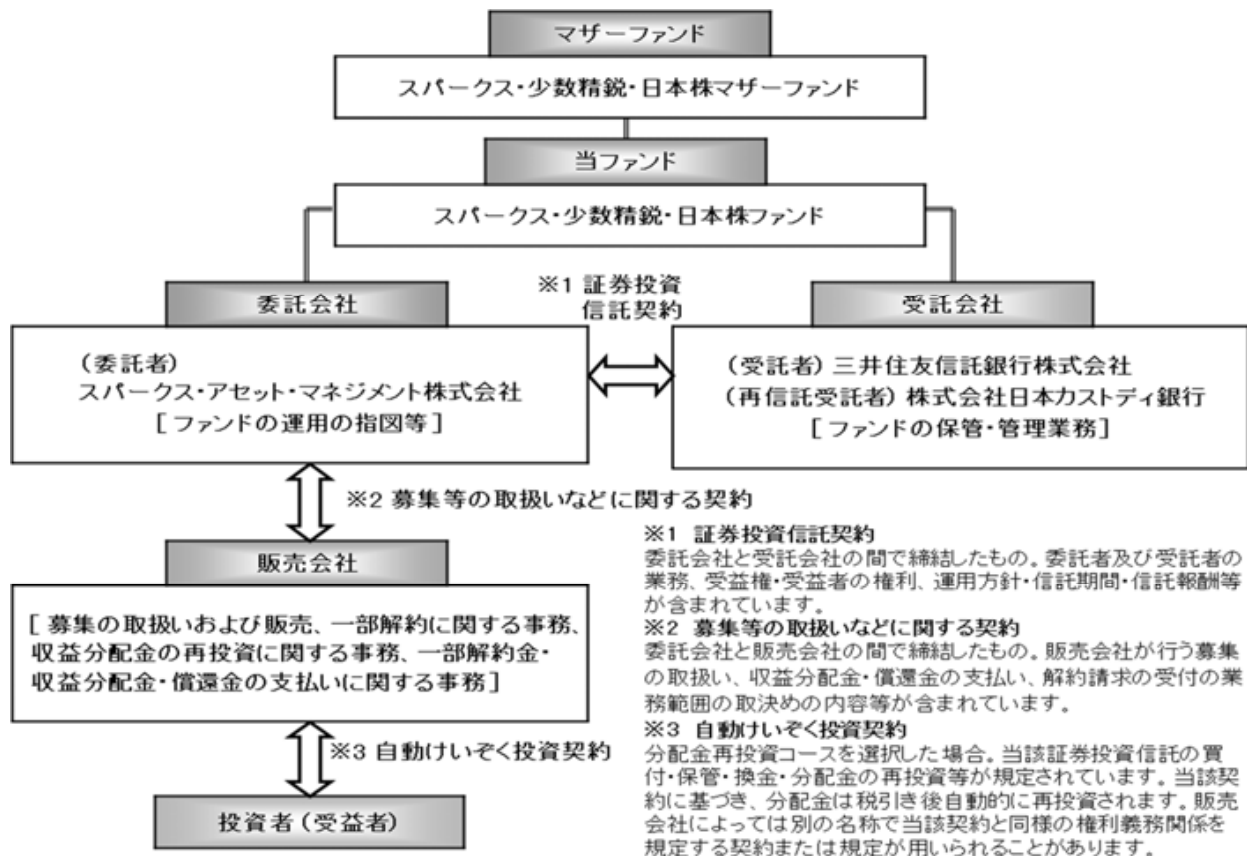 マザーファンド
スパークス・少数精鋭・日本株マザーファンド
当ファンド
スパークス・少数精鋭・日本株ファンド
委託会社
（委託者）
スパークス・アセット・マネジメント株式会社
［ファンドの運用の指図等］
※1 証券投資
信託契約
受託会社
（受託者）三井住友信託銀行株式会社
（再信託受託者）株式会社日本カストディ銀行
［ファンドの保管・管理業務］
※2 募集等の取扱いなどに関する契約
販売会社
［募集の取扱いおよび販売、一部解約に関する事務、
収益分配金の再投資に関する事務、一部解約金・
収益分配金・償還金の支払いに関する事務］
※3 自動けいぞく投資契約
投資者（受益者）
※1 証券投資信託契約
委託会社と受託会社の間で締結したもの。委託者及び受託者の
業務、受益権・受益者の権利、運用方針・信託期間・信託報酬等
が含まれています。
※2 募集等の取扱いなどに関する契約
委託会社と販売会社の間で締結したもの。販売会社が行う募集
の取扱い、収益分配金・償還金の支払い、解約請求の受付の業
務範囲の取決めの内容等が含まれています。
※3 自動けいぞく投資契約
分配金再投資コースを選択した場合。当該証券投資信託の買
付・保管・換金・分配金の再投資等が規定されています。当該契
約に基づき、分配金は税引き後自動的に再投資されます。販売
会社によっては別の名称で当該契約と同様の権利義務関係を
規定する契約または規定が用いられることがあります。